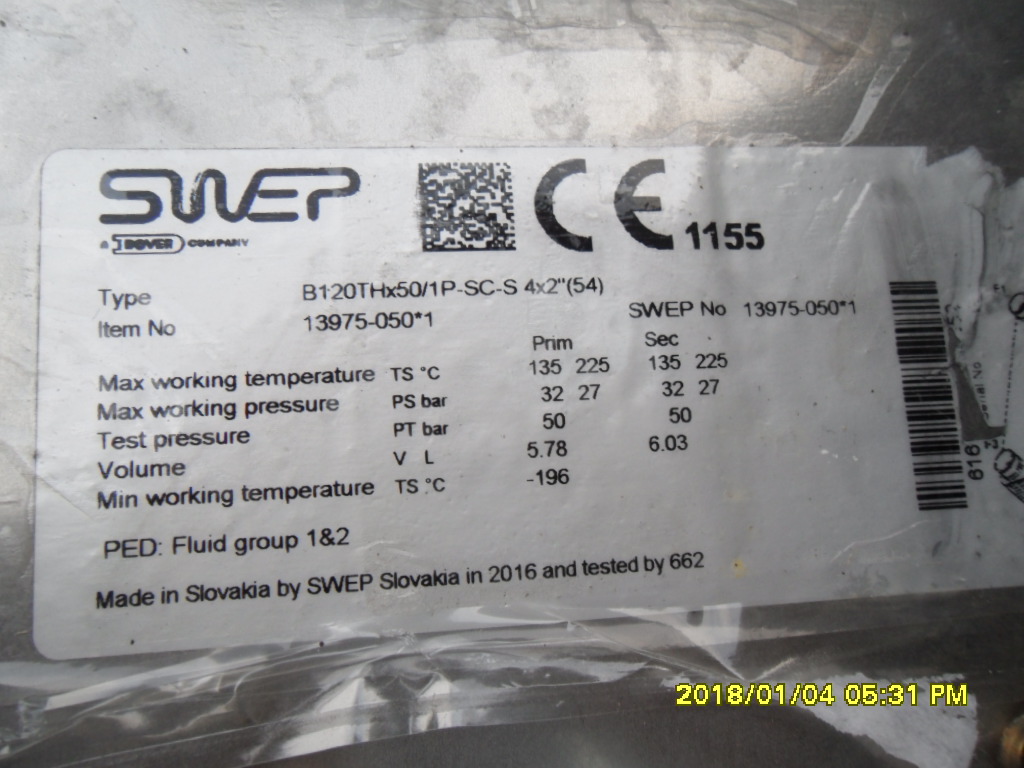 SWEP
A DOVER COMPANY
CE 1155
Type B120THx50/1P-SC-S 4x2"(54)
Item No 13975-050*1 SWEP No 13975-050*1
Prim Sec
Max working temperature TS °C 135 225 135 225
Max working pressure PS bar 32 27 32 27
Test pressure PT bar 50 50
Volume V L 5.78 6.03
Min working temperature TS °C -196
PED: Fluid group 1&2
Made in Slovakia by SWEP Slovakia in 2016 and tested by 662
616
2018/01/04 05:31 PM